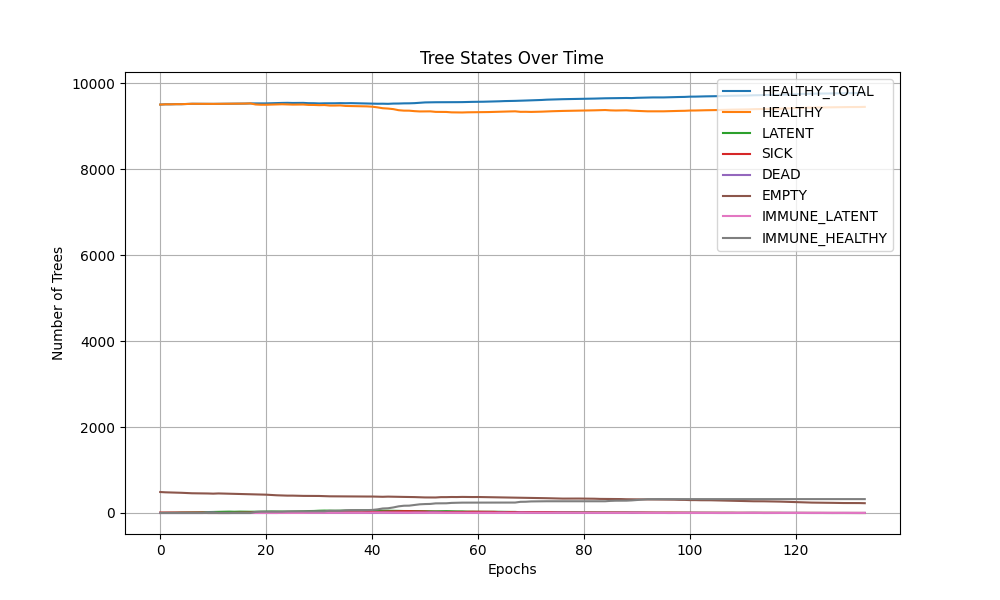 Tree States Over Time
Number of Trees
10000
8000
6000
4000
2000
0
HEALTHY_TOTAL
HEALTHY
LATENT
SICK
DEAD
EMPTY
IMMUNE_LATENT
IMMUNE_HEALTHY
0 20 40 60 80 100 120
Epochs